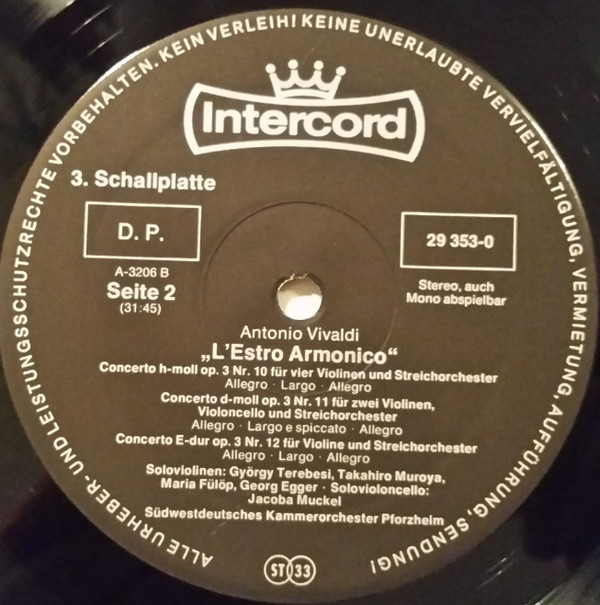 ALLE URHEBER- UND LEISTUNGSSCHUTZRECHTE VORBEHALTEN. KEIN VERLEIH! KEINE UNERLAUBTE VERVIELFÄLTIGUNG, VERMIETUNG, AUFFÜHRUNG, SENDUNG!
Intercord
3. Schallplatte
D. P.
29 353-0
A-3206 B
Seite 2
(31:45)
Stereo, auch
Mono abspielbar
Antonio Vivaldi
„L'Estro Armonico“
Concerto h-moll op. 3 Nr. 10 für vier Violinen und Streichorchester
Allegro · Largo · Allegro
Concerto d-moll op. 3 Nr. 11 für zwei Violinen,
Violoncello und Streichorchester
Allegro · Largo e spiccato · Allegro
Concerto E-dur op. 3 Nr. 12 für Violine und Streichorchester
Allegro · Largo · Allegro
Soloviolinen: György Terebesi, Takahiro Muroya,
Maria Fülöp, Georg Egger · Solovioloncello:
Jacoba Muckel
Südwestdeutsches Kammerorchester Pforzheim
ST 33